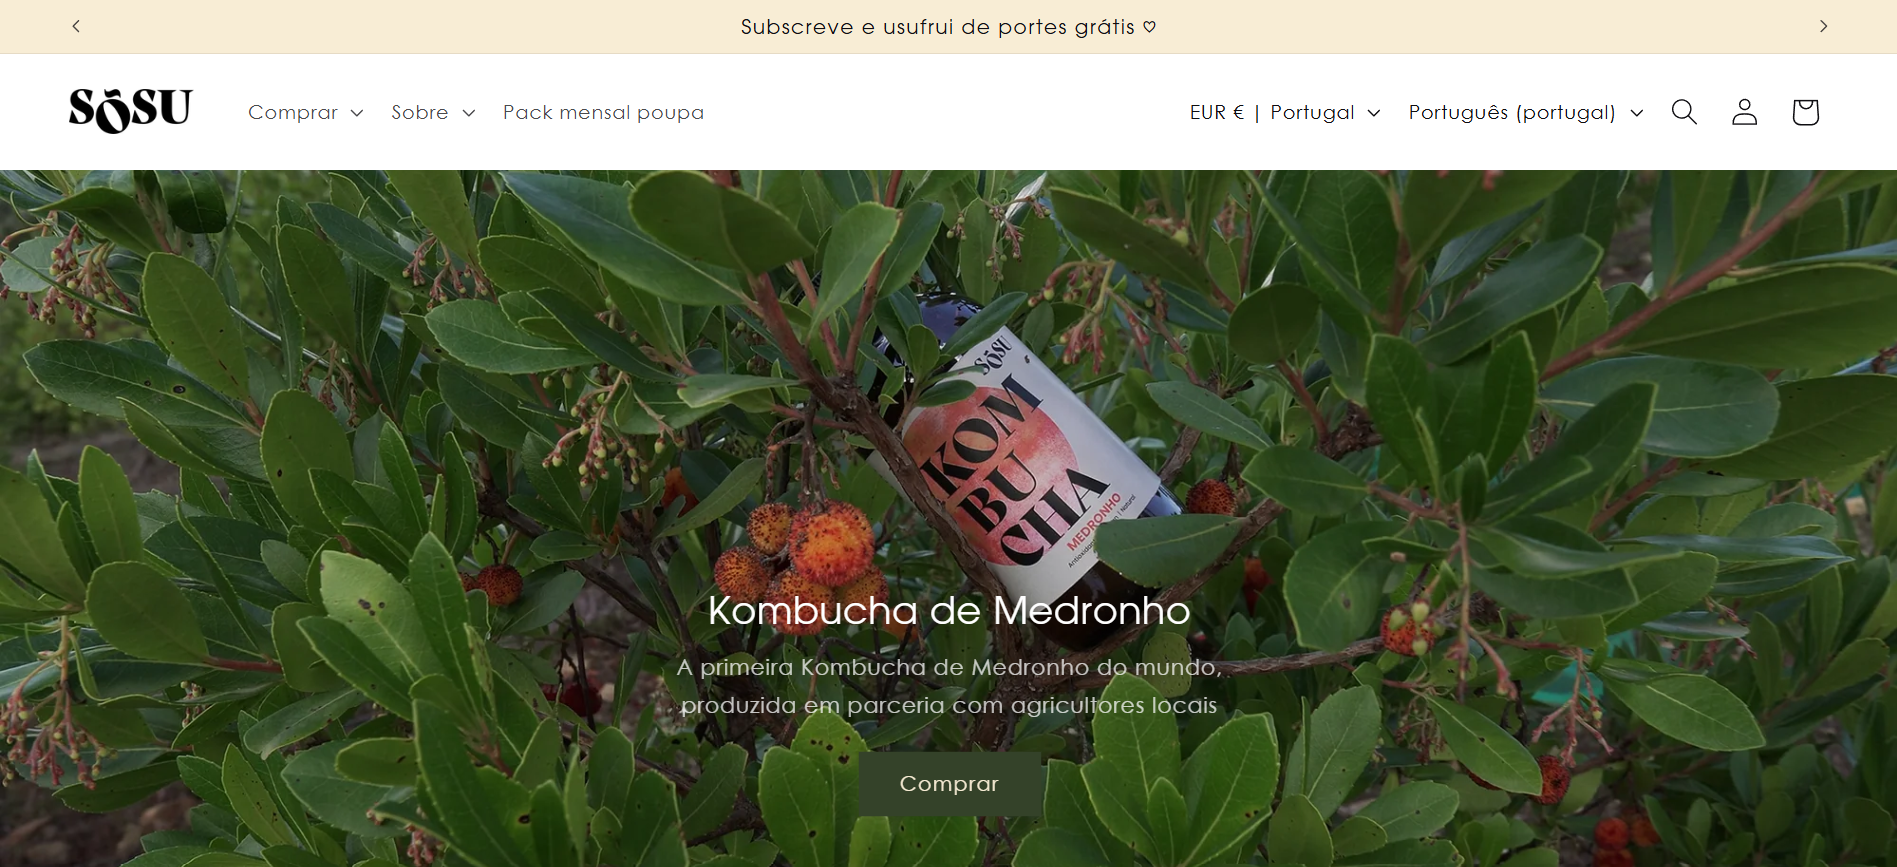 Subscreve e usufrui de portes grátis ♡
SŌSU
Comprar
Sobre
Pack mensal poupa
EUR € | Portugal
Português (portugal)
SŌSU
KOM
BU
CHA
MEDRONHO
Natural
Kombucha de Medronho
A primeira Kombucha de Medronho do mundo,
produzida em parceria com agricultores locais
Comprar